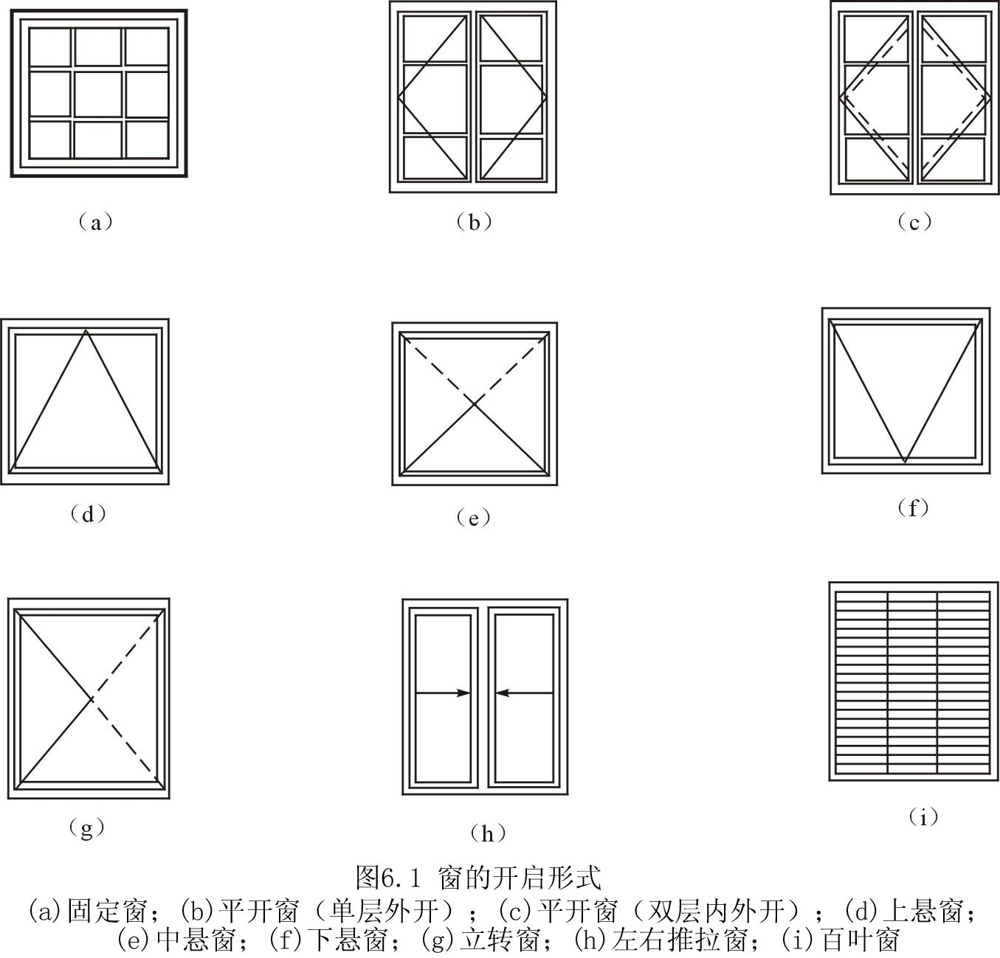 （a） （b） （c）
（d） （e） （f）
（g） （h） （i）
图6.1 窗的开启形式
(a)固定窗；(b)平开窗（单层外开）；(c)平开窗（双层内外开）；(d)上悬窗；
(e)中悬窗；(f)下悬窗；(g)立转窗；(h)左右推拉窗；(i)百叶窗